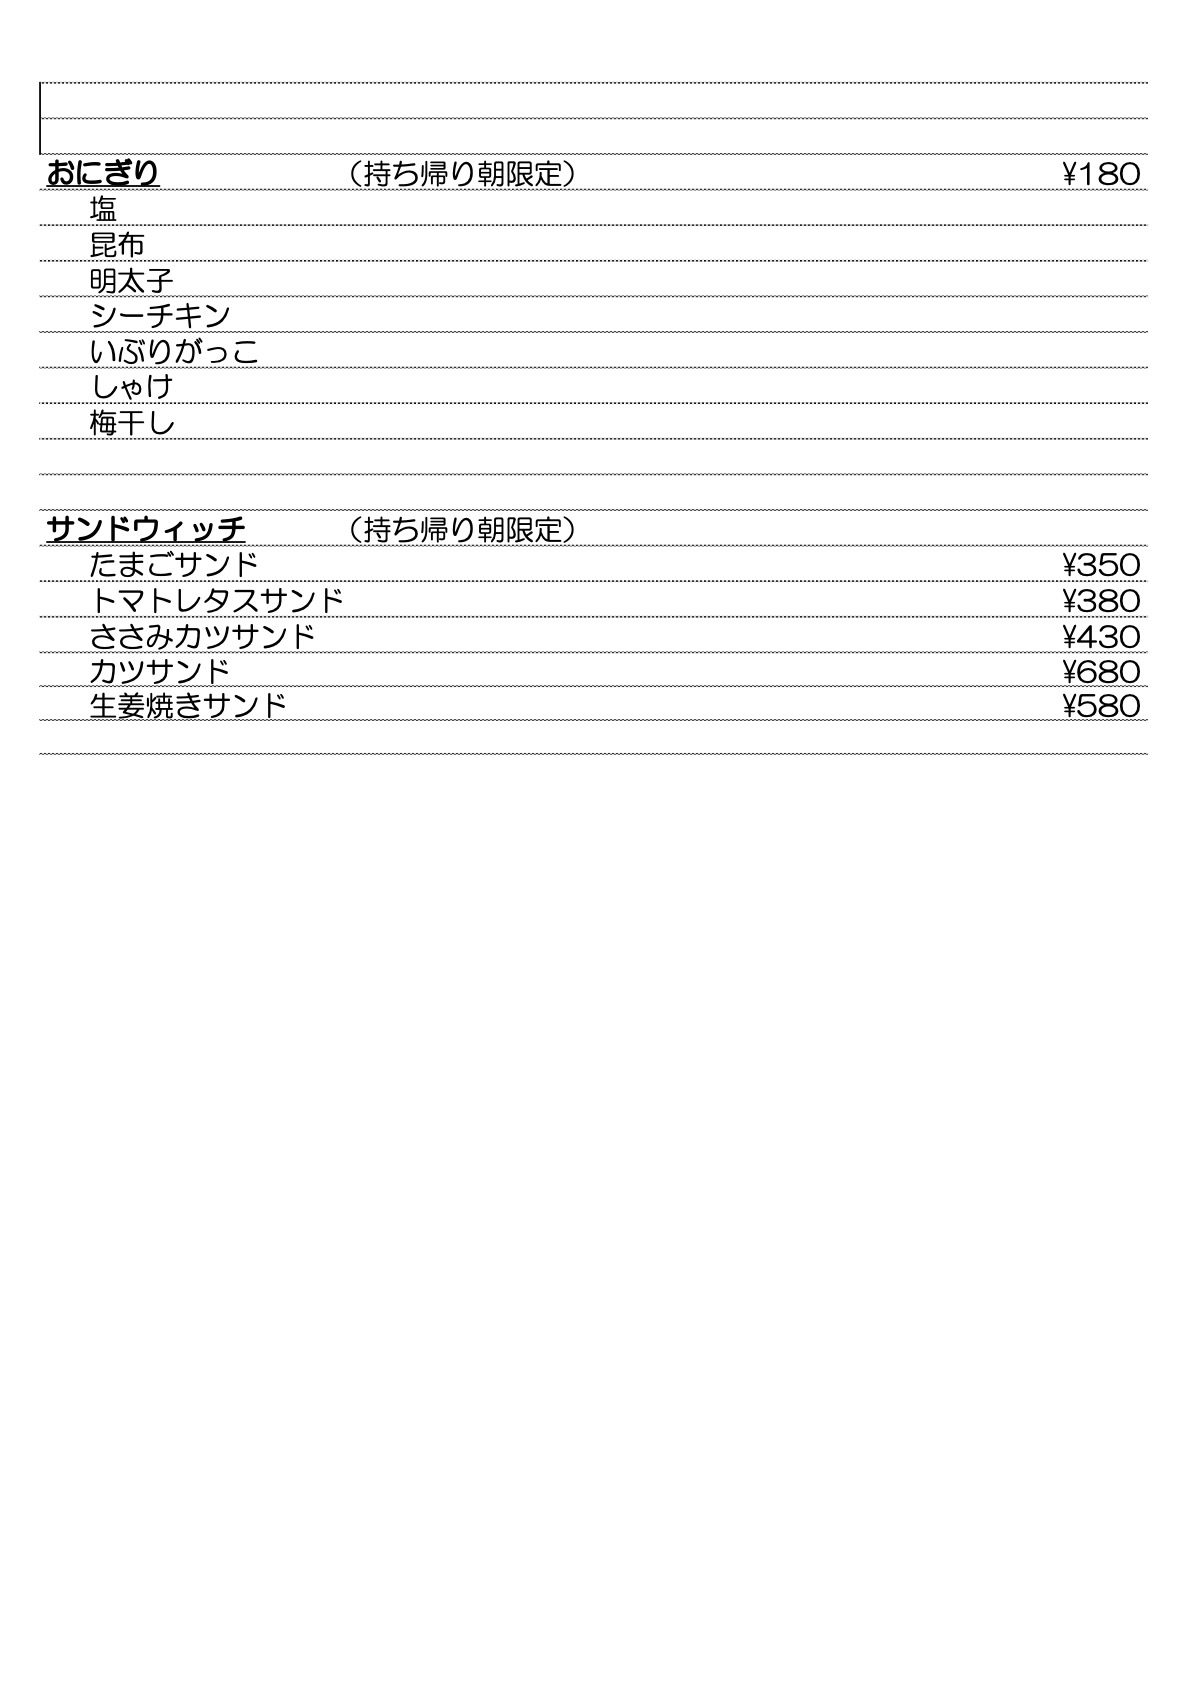 おにぎり （持ち帰り朝限定） ¥180
塩
昆布
明太子
シーチキン
いぶりがっこ
しゃけ
梅干し
サンドウィッチ （持ち帰り朝限定）
たまごサンド ¥350
トマトレタスサンド ¥380
ささみカツサンド ¥430
カツサンド ¥680
生姜焼きサンド ¥580